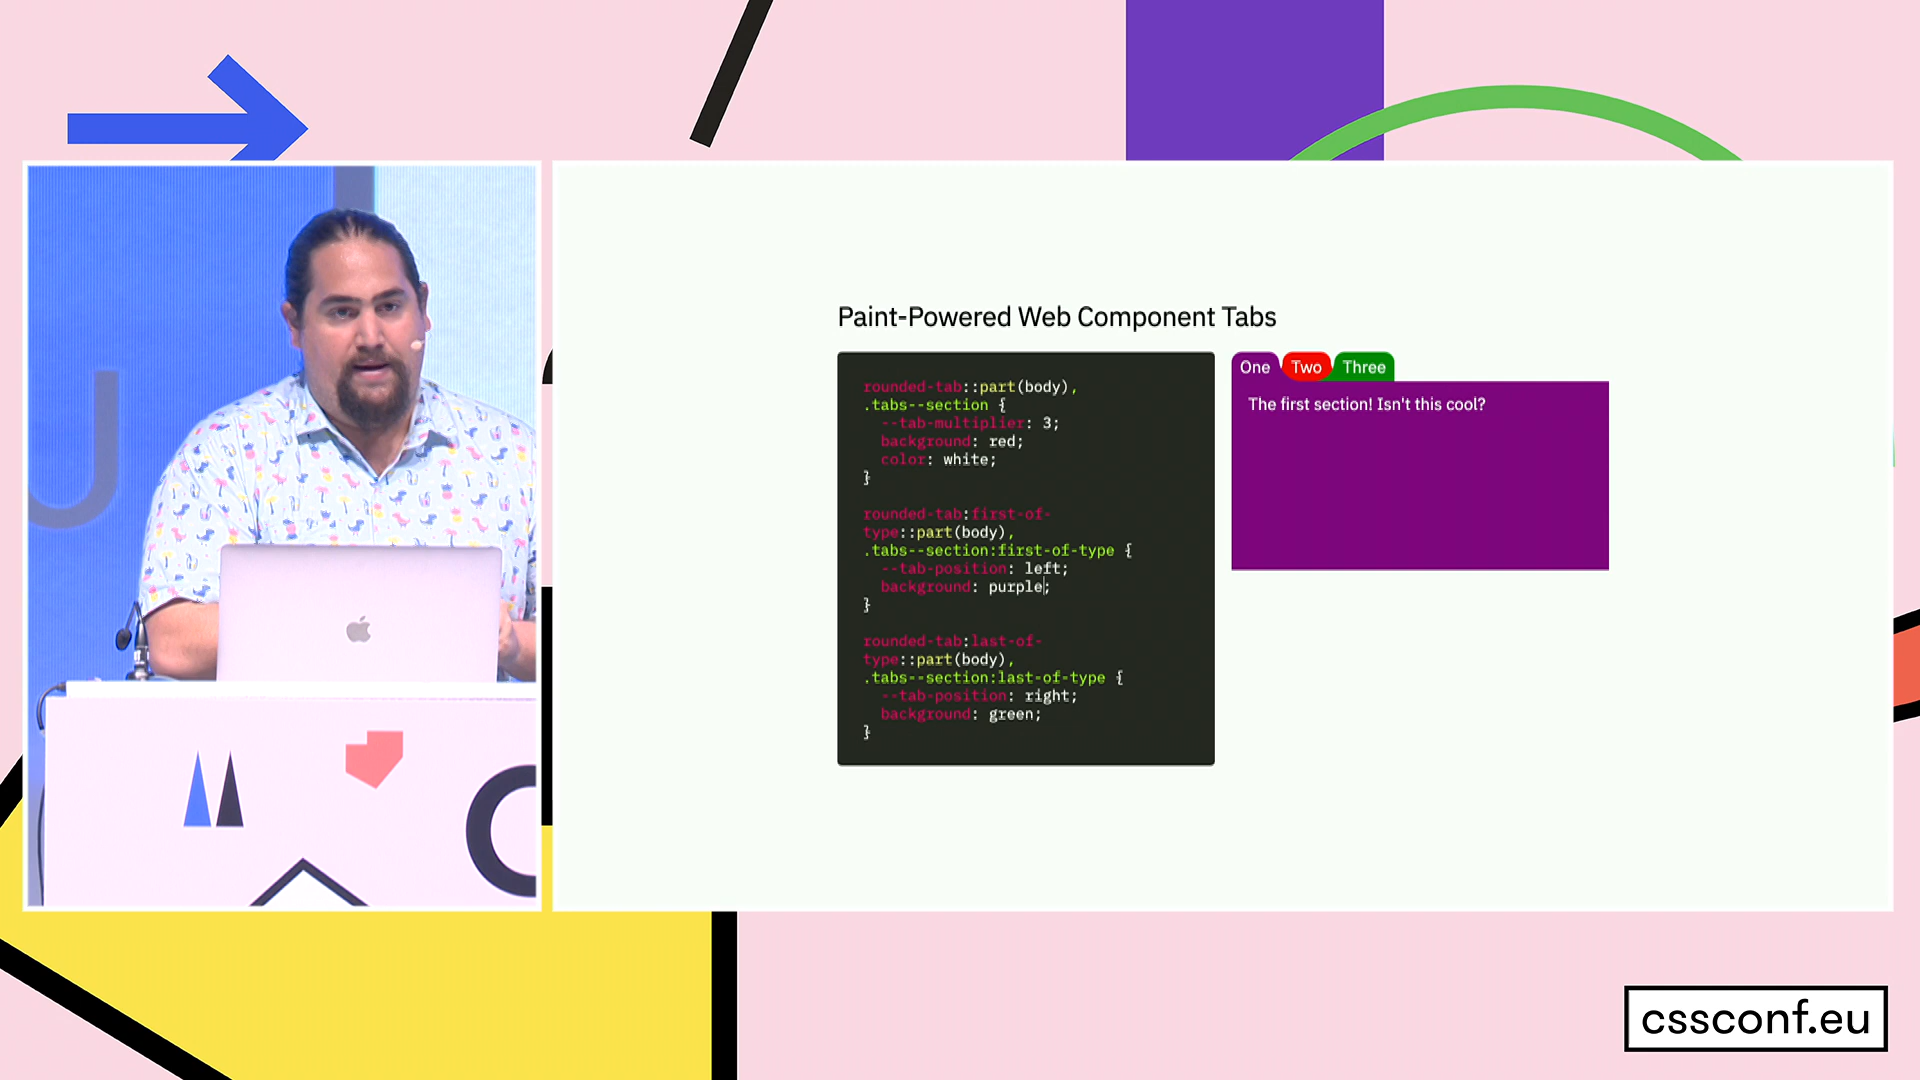 Paint-Powered Web Component Tabs
rounded-tab::part(body),
.tabs--section {
--tab-multiplier: 3;
background: red;
color: white;
}
rounded-tab:first-of-
type::part(body),
.tabs--section:first-of-type {
--tab-position: left;
background: purple;
}
rounded-tab:last-of-
type::part(body),
.tabs--section:last-of-type {
--tab-position: right;
background: green;
}
One Two Three
The first section! Isn't this cool?
cssconf.eu